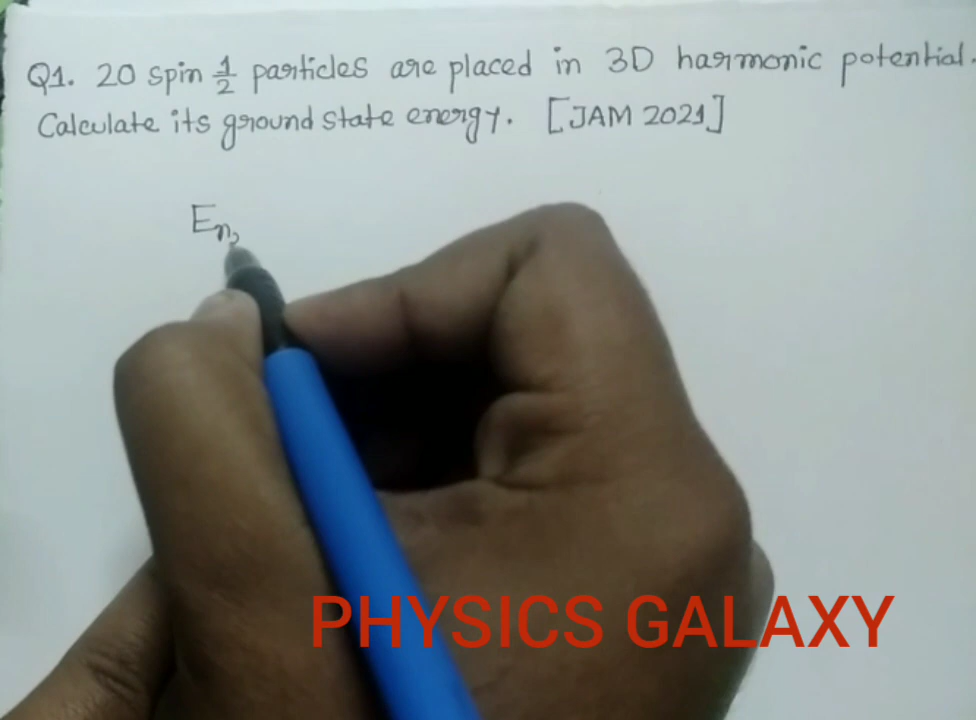 Q1. 20 spin 1/2 particles are placed in 3D harmonic potential.
Calculate its ground state energy. [JAM 2021]
En,
PHYSICS GALAXY